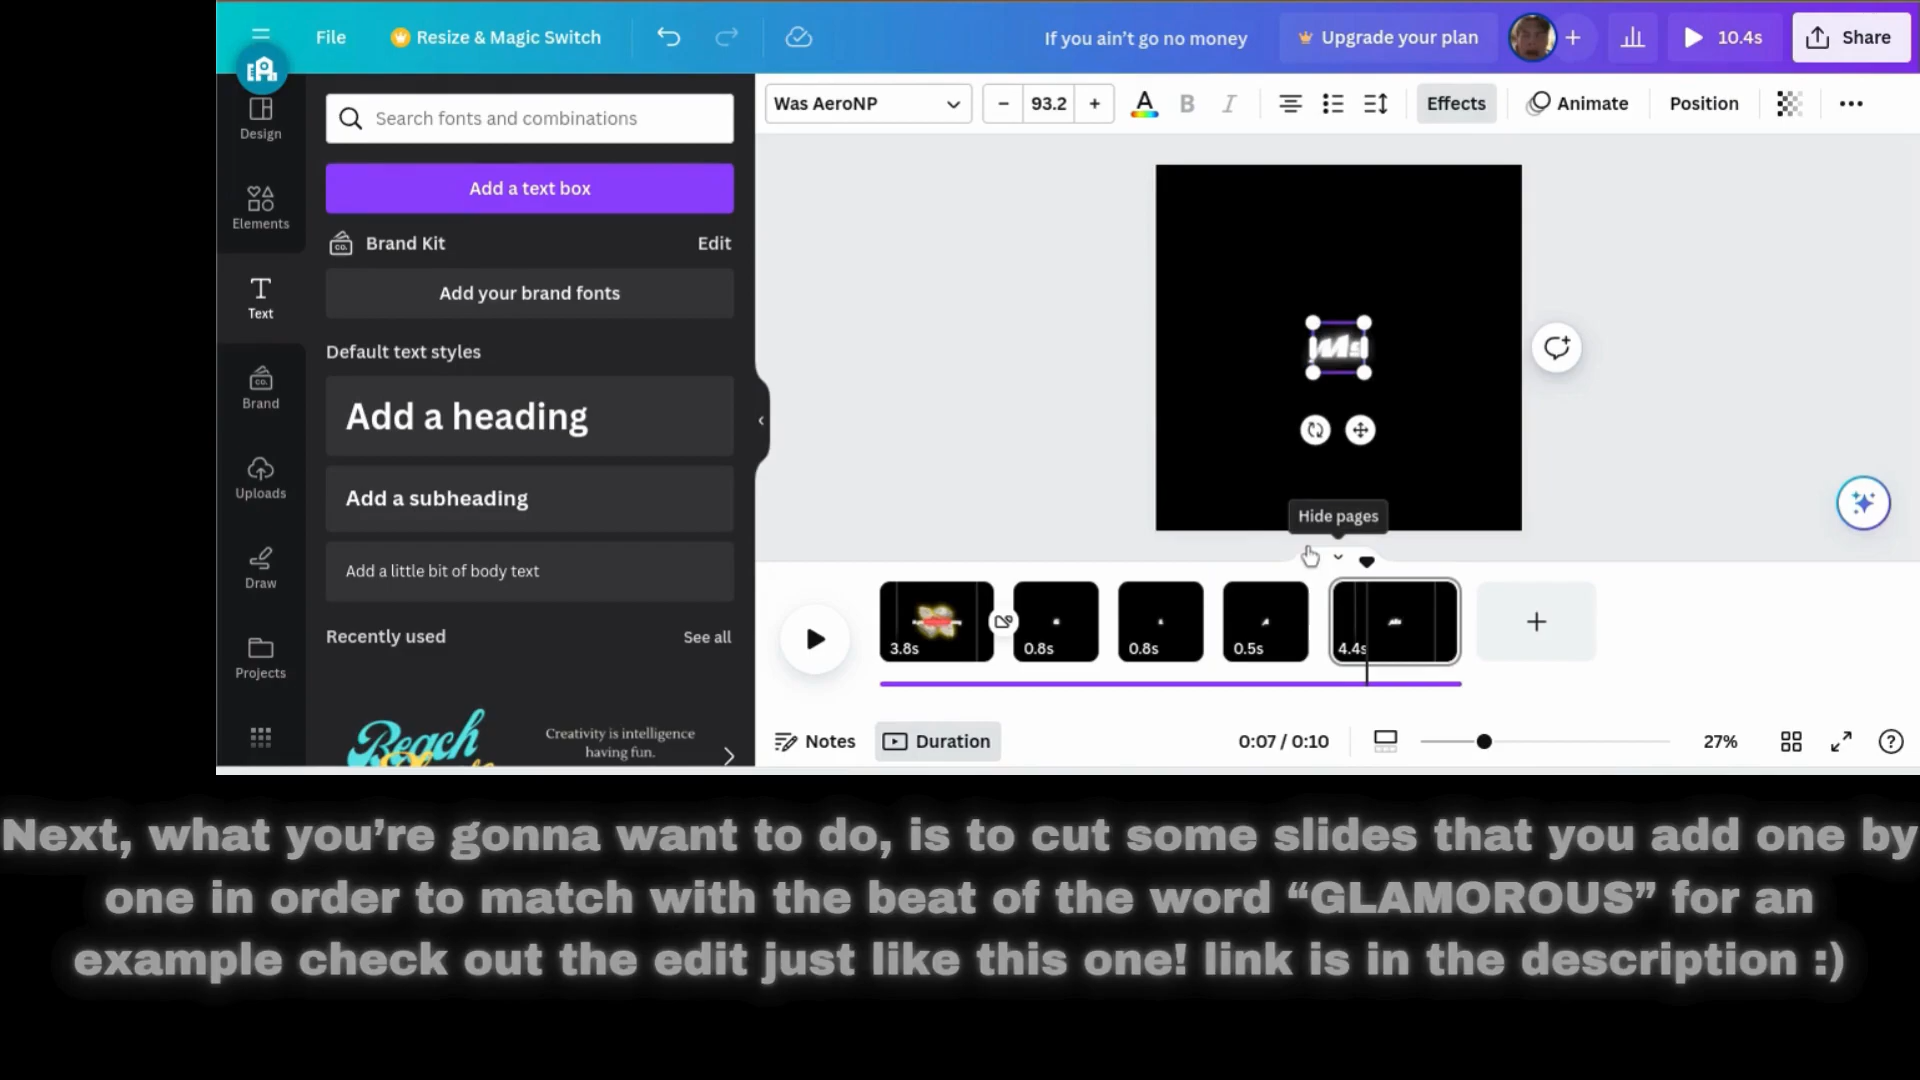 File
Resize & Magic Switch
If you ain't go no money
Upgrade your plan
10.4s
Share
Design
Elements
Text
Brand
Uploads
Draw
Projects
Search fonts and combinations
Add a text box
Brand Kit
Edit
Add your brand fonts
Default text styles
Add a heading
Add a subheading
Add a little bit of body text
Recently used
See all
Beach
Creativity is intelligence
having fun.
Was AeroNP
93.2
Effects
Animate
Position
Hide pages
3.8s
0.8s
0.8s
0.5s
4.4s
Notes
Duration
0:07 / 0:10
27%
Next, what you’re gonna want to do, is to cut some slides that you add one by
one in order to match with the beat of the word “GLAMOROUS” for an
example check out the edit just like this one! link is in the description :)